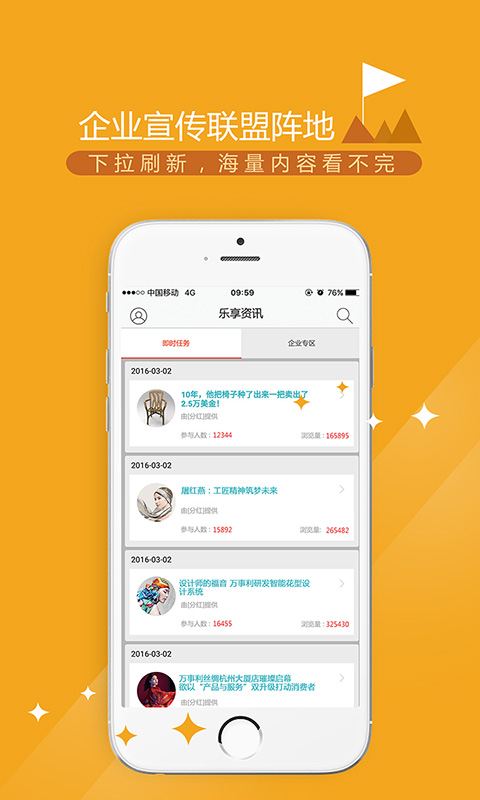 企业宣传联盟阵地
下拉刷新，海量内容看不完
中国移动 4G 09:59 76%
乐享资讯
即时任务 企业专区
2016-03-02
10年，他把椅子种了出来一把卖出了
2.5万美金！
由[分红]提供
参与人数：12344 浏览量：165895
2016-03-02
屠红燕：工匠精神筑梦未来
由[分红]提供
参与人数：15892 浏览量：265482
2016-03-02
设计师的福音 万事利研发智能花型设
计系统
由[分红]提供
参与人数：16455 浏览量：325430
2016-03-02
万事利丝绸杭州大厦店璀璨启幕
欲以“产品与服务”双升级打动消费者
由[分红]提供